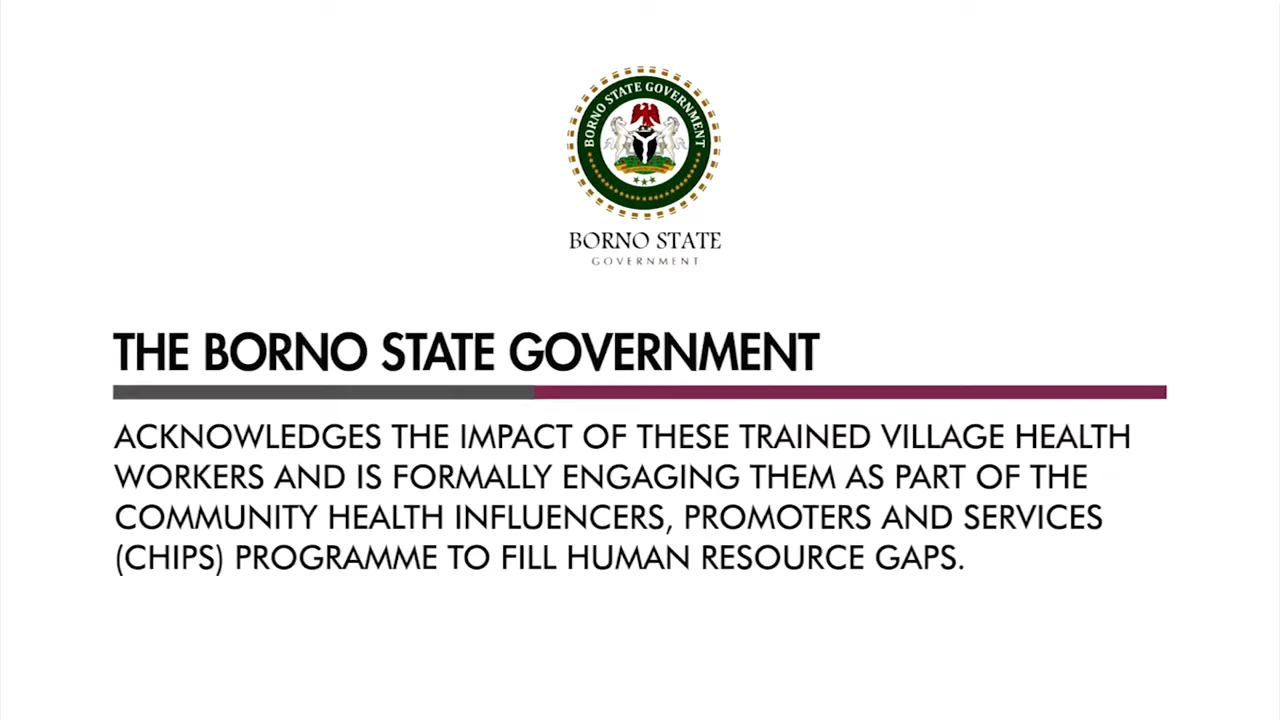 BORNO STATE GOVERNMENT
BORNO STATE
GOVERNMENT
THE BORNO STATE GOVERNMENT
ACKNOWLEDGES THE IMPACT OF THESE TRAINED VILLAGE HEALTH
WORKERS AND IS FORMALLY ENGAGING THEM AS PART OF THE
COMMUNITY HEALTH INFLUENCERS, PROMOTERS AND SERVICES
(CHIPS) PROGRAMME TO FILL HUMAN RESOURCE GAPS.